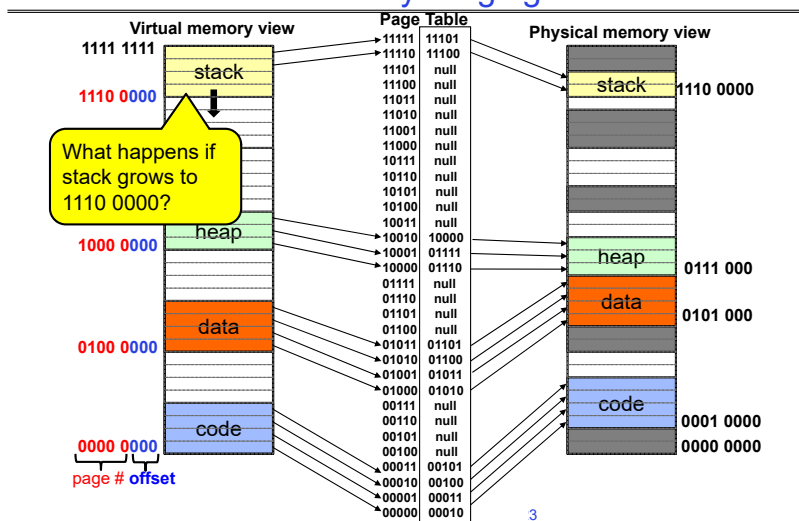 Virtual memory view
Page Table
Physical memory view
1111 1111
stack
1110 0000
What happens if
stack grows to
1110 0000?
heap
1000 0000
data
0100 0000
code
0000 0000
page # offset
11111 11101
11110 11100
11101 null
11100 null
11011 null
11010 null
11001 null
11000 null
10111 null
10110 null
10101 null
10100 null
10011 null
10010 10000
10001 01111
10000 01110
01111 null
01110 null
01101 null
01100 null
01011 01101
01010 01100
01001 01011
01000 01010
00111 null
00110 null
00101 null
00100 null
00011 00101
00010 00100
00001 00011
00000 00010
stack
1110 0000
heap
0111 000
data
0101 000
code
0001 0000
0000 0000
3